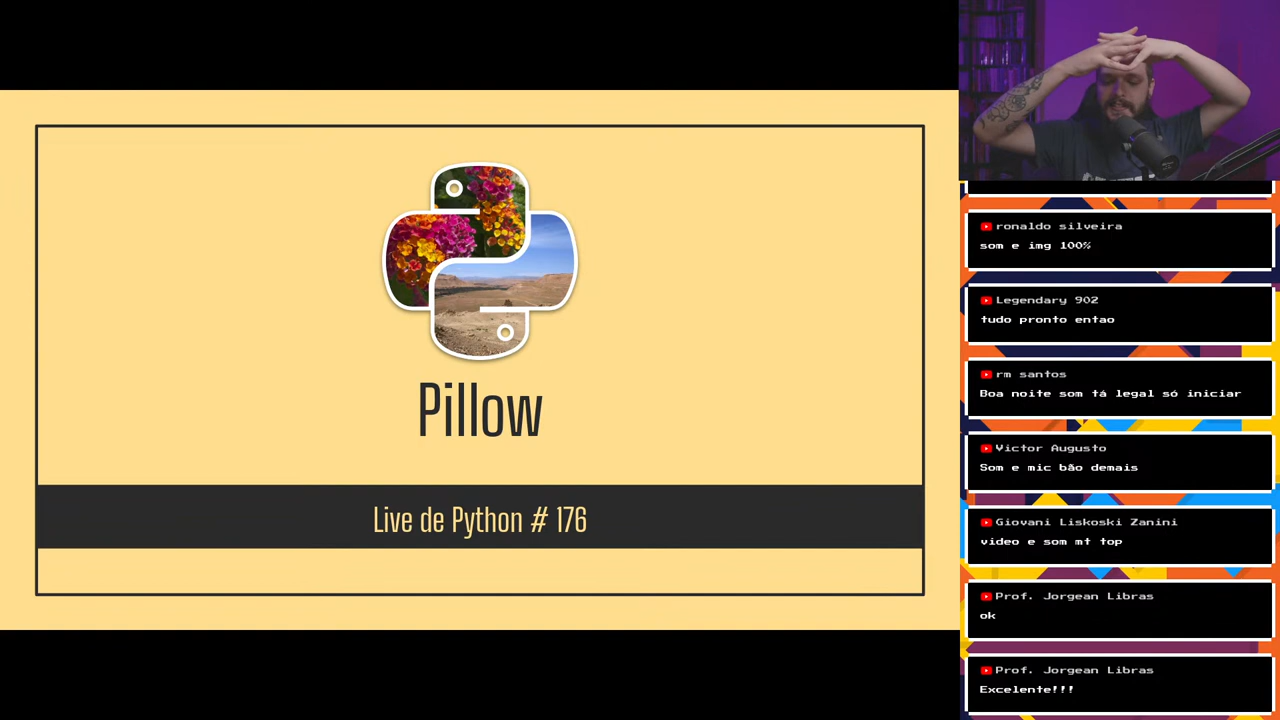 Pillow
Live de Python # 176
ronaldo silveira
som e img 100%
Legendary 902
tudo pronto entao
rm santos
Boa noite som tá legal só iniciar
Victor Augusto
Som e mic bão demais
Giovani Liskoski Zanini
video e som mt top
Prof. Jorgean Libras
ok
Prof. Jorgean Libras
Excelente!!!